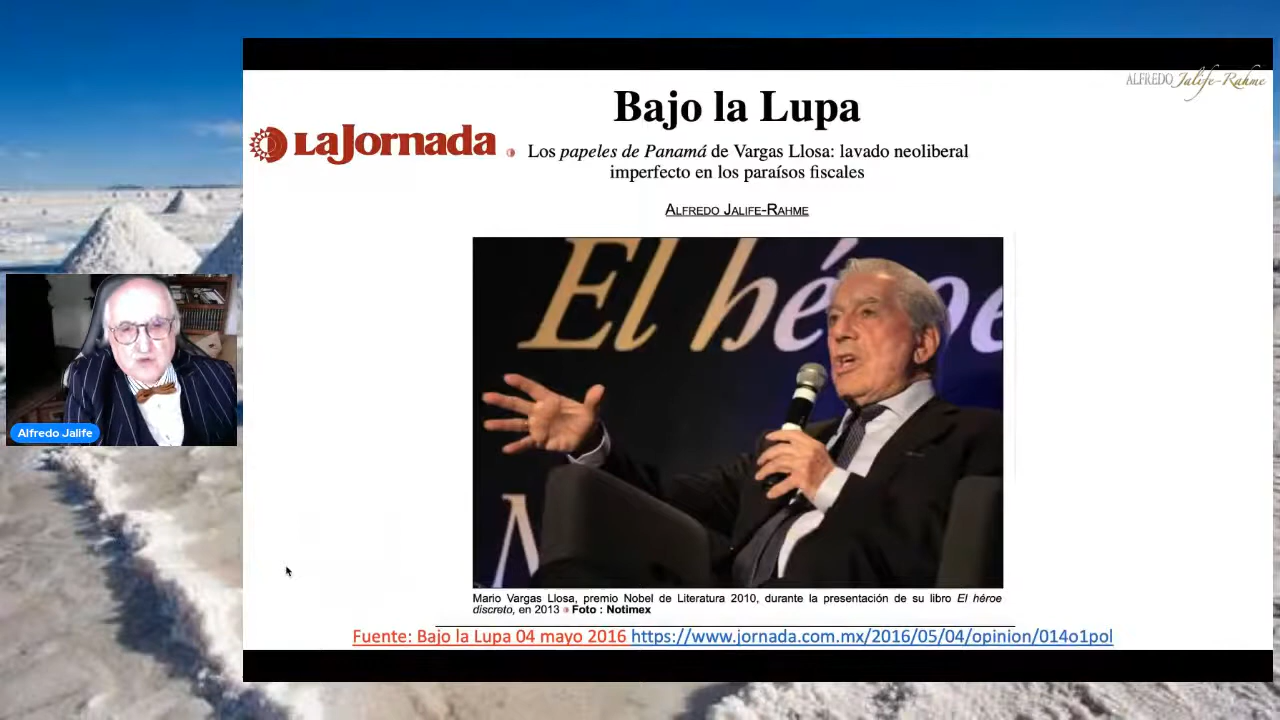 ALFREDO Jalife-Rahme
Bajo la Lupa
La Jornada
Los papeles de Panamá de Vargas Llosa: lavado neoliberal
imperfecto en los paraísos fiscales
ALFREDO JALIFE-RAHME
El héroe
M
Mario Vargas Llosa, premio Nobel de Literatura 2010, durante la presentación de su libro El héroe
discreto, en 2013 Foto : Notimex
Fuente: Bajo la Lupa 04 mayo 2016 https://www.jornada.com.mx/2016/05/04/opinion/014o1pol
Alfredo Jalife